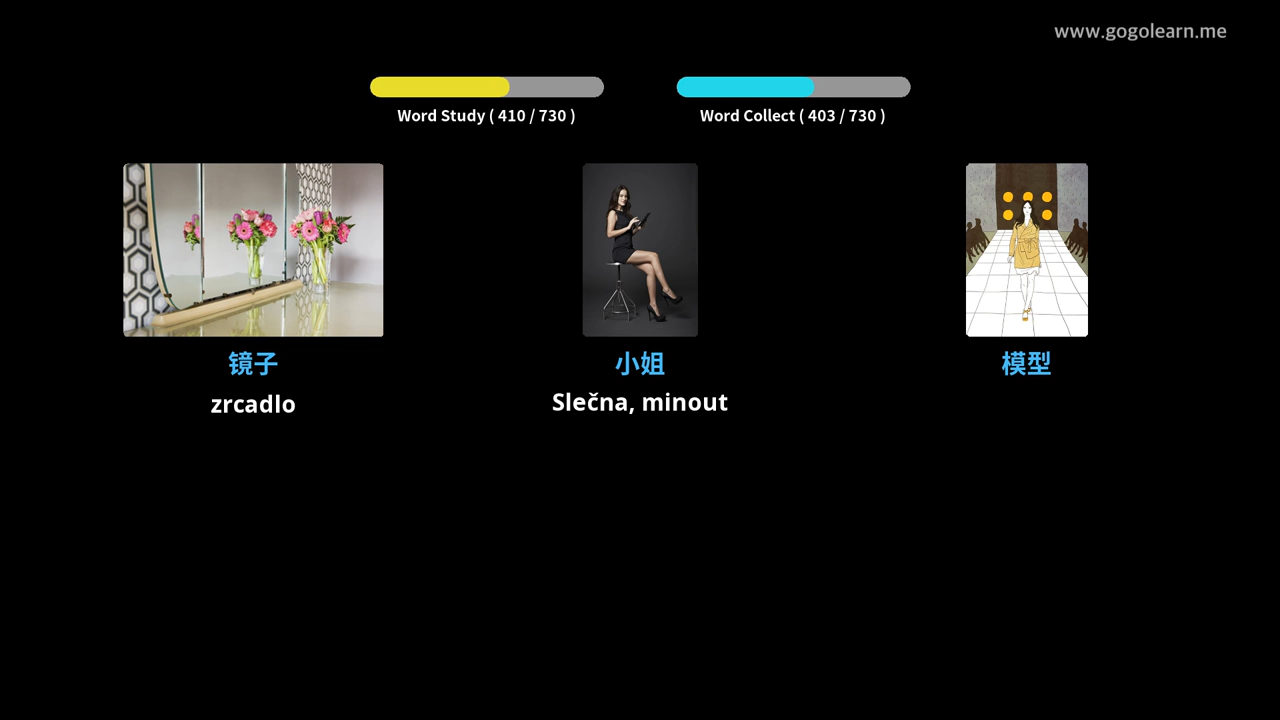 www.gogolearn.me
Word Study ( 410 / 730 )
Word Collect ( 403 / 730 )
镜子
小姐
模型
zrcadlo
Slečna, minout